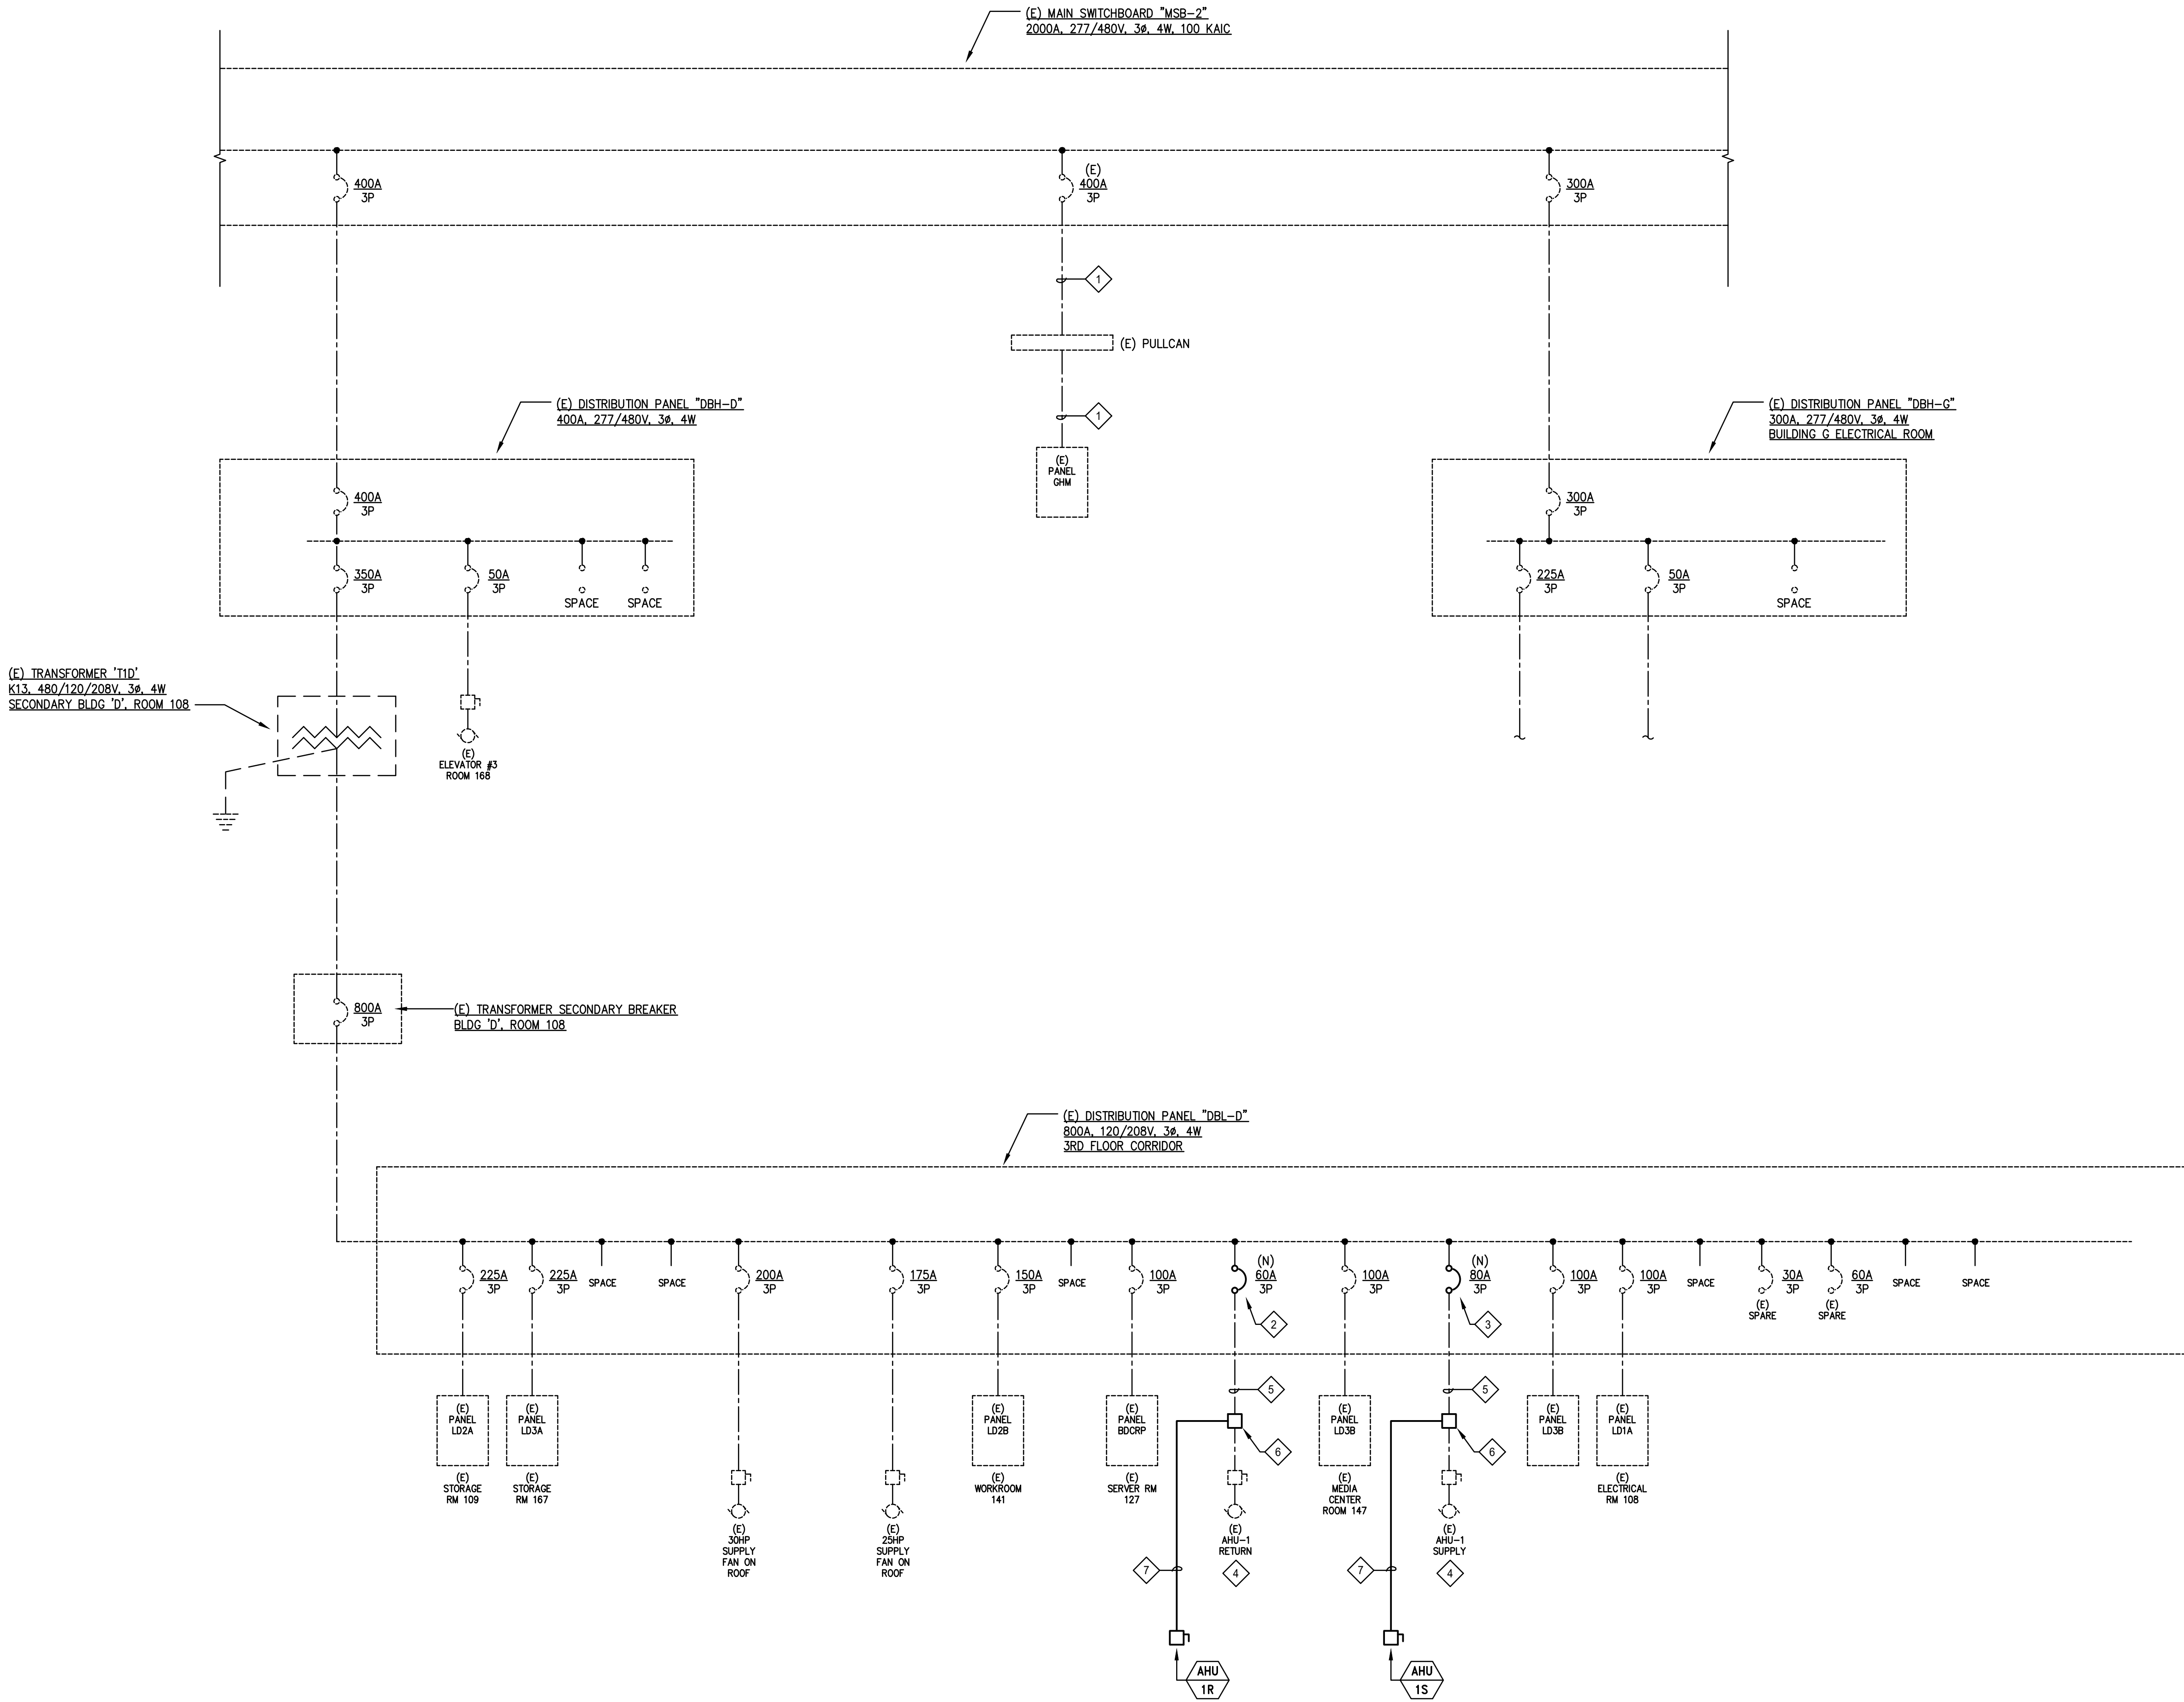 (E) MAIN SWITCHBOARD "MSB-2"
2000A, 277/480V, 3ø, 4W, 100 KAIC
400A
3P
(E)
400A
3P
300A
3P
1
(E) PULLCAN
1
(E)
PANEL
GHM
(E) DISTRIBUTION PANEL "DBH-D"
400A, 277/480V, 3ø, 4W
400A
3P
350A
3P
50A
3P
SPACE
SPACE
(E) DISTRIBUTION PANEL "DBH-G"
300A, 277/480V, 3ø, 4W
BUILDING G ELECTRICAL ROOM
300A
3P
225A
3P
50A
3P
SPACE
(E) TRANSFORMER 'T1D'
K13, 480/120/208V, 3ø, 4W
SECONDARY BLDG 'D', ROOM 108
(E)
ELEVATOR #3
ROOM 168
800A
3P
(E) TRANSFORMER SECONDARY BREAKER
BLDG 'D', ROOM 108
(E) DISTRIBUTION PANEL "DBL-D"
800A, 120/208V, 3ø, 4W
3RD FLOOR CORRIDOR
225A
3P
225A
3P
SPACE
SPACE
200A
3P
175A
3P
150A
3P
SPACE
100A
3P
(N)
60A
3P
2
100A
3P
(N)
80A
3P
3
100A
3P
100A
3P
SPACE
30A
3P
(E)
SPARE
60A
3P
(E)
SPARE
SPACE
SPACE
(E)
PANEL
LD2A
(E)
STORAGE
RM 109
(E)
PANEL
LD3A
(E)
STORAGE
RM 167
(E)
30HP
SUPPLY
FAN ON
ROOF
(E)
25HP
SUPPLY
FAN ON
ROOF
(E)
PANEL
LD2B
(E)
WORKROOM
141
(E)
PANEL
BDCRP
(E)
SERVER RM
127
5
6
(E)
AHU-1
RETURN
4
7
AHU
1R
(E)
PANEL
LD3B
(E)
MEDIA
CENTER
ROOM 147
5
6
(E)
AHU-1
SUPPLY
4
7
AHU
1S
(E)
PANEL
LD3B
(E)
PANEL
LD1A
(E)
ELECTRICAL
RM 108